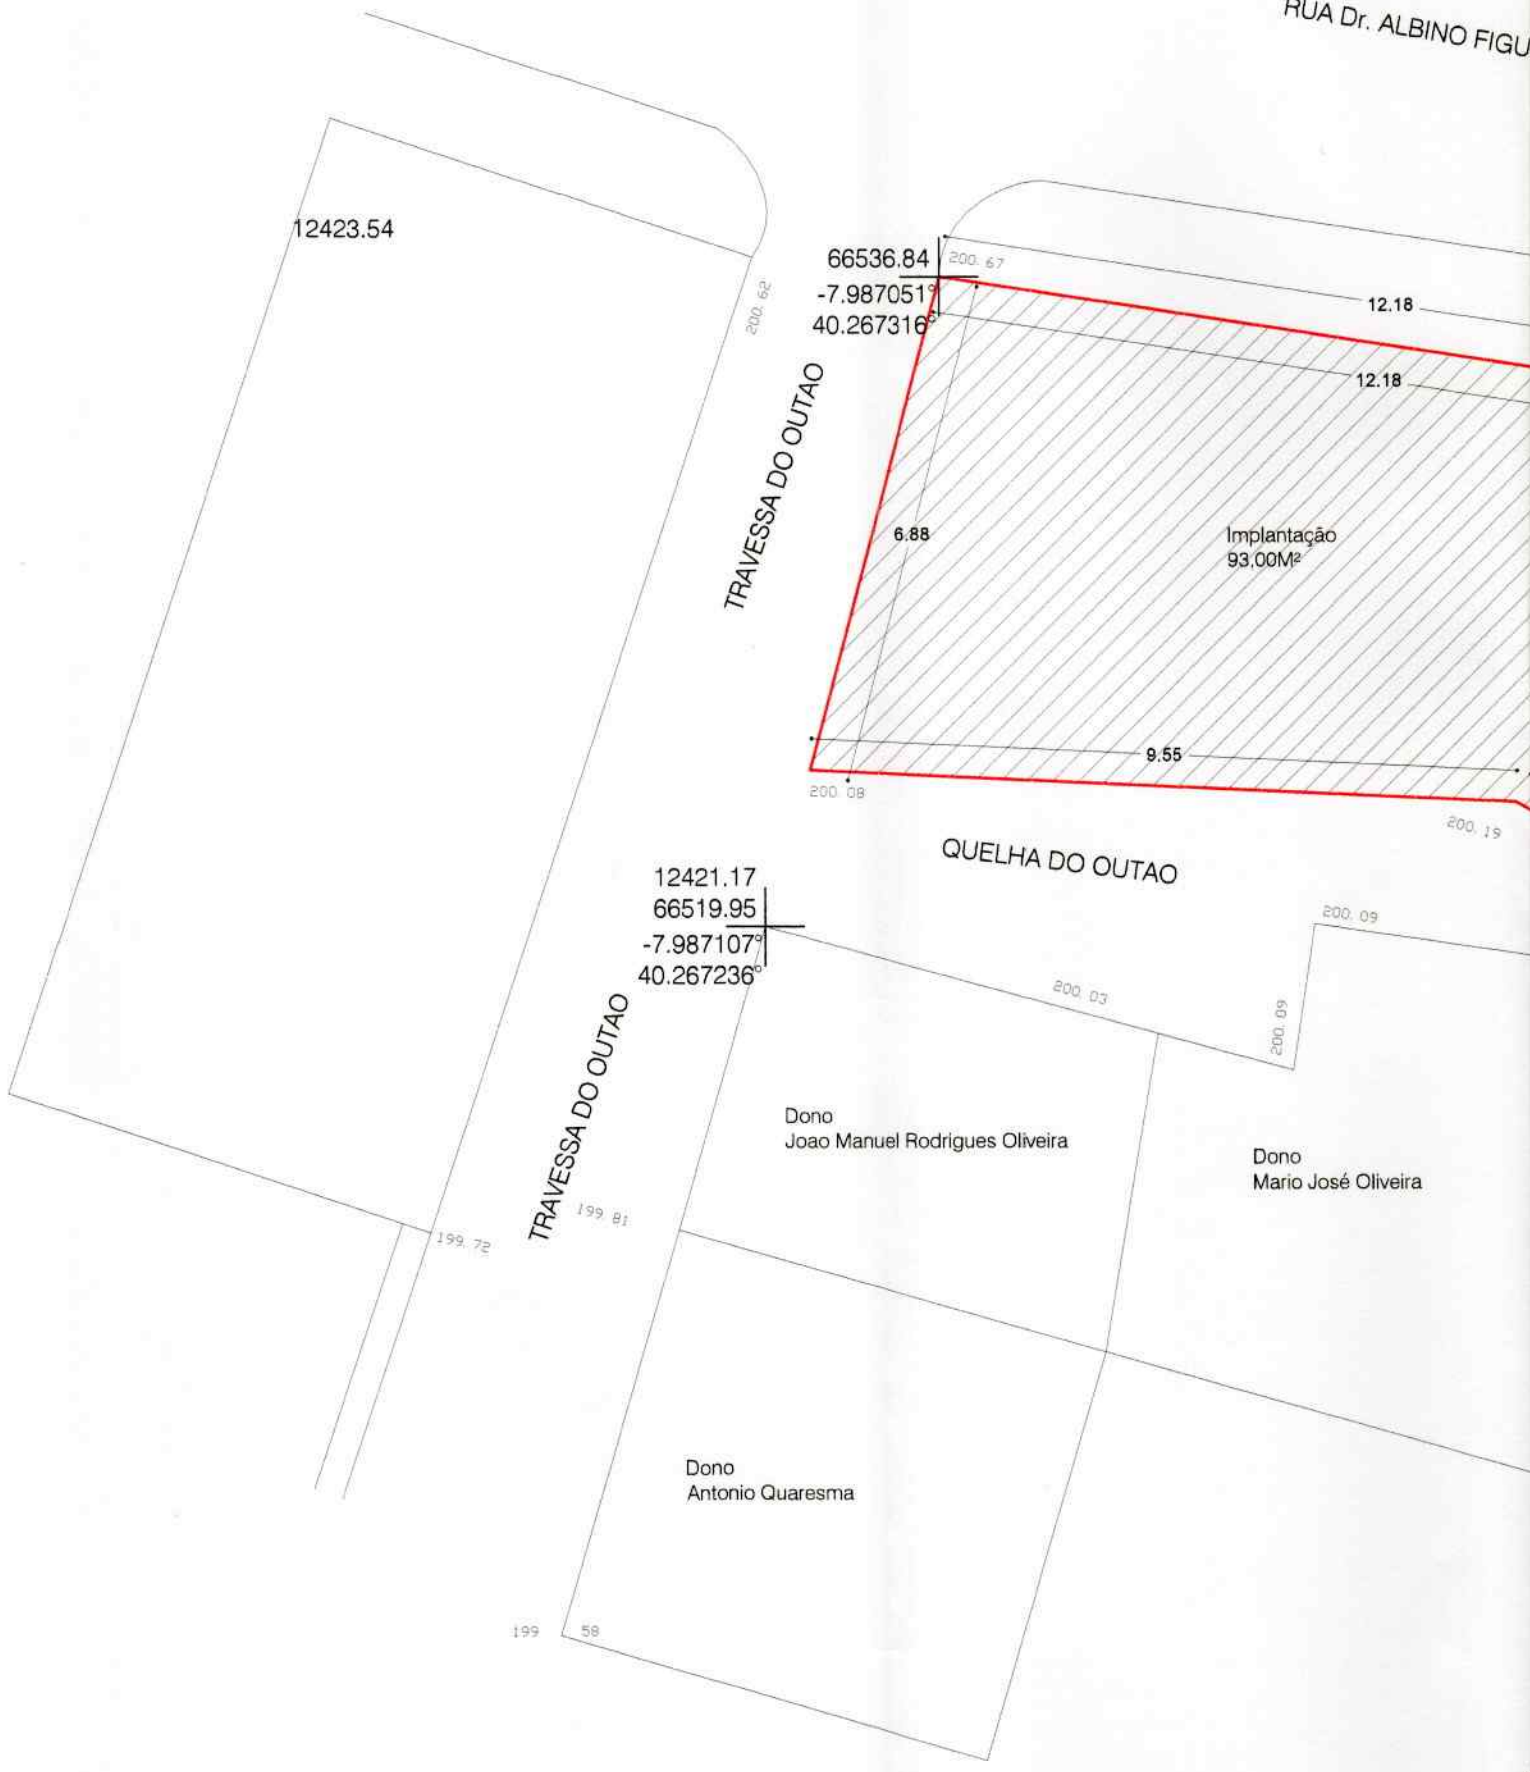 RUA Dr. ALBINO FIGU
12423.54
66536.84
200.67
-7.987051°
40.267316°
12.18
200.62
12.18
TRAVESSA DO OUTAO
6.88
Implantação
93,00M²
9.55
200.08
200.19
QUELHA DO OUTAO
12421.17
66519.95
-7.987107°
40.267236°
200.09
200.03
200.09
TRAVESSA DO OUTAO
Dono
Joao Manuel Rodrigues Oliveira
Dono
Mario José Oliveira
199.81
199.72
Dono
Antonio Quaresma
199 58